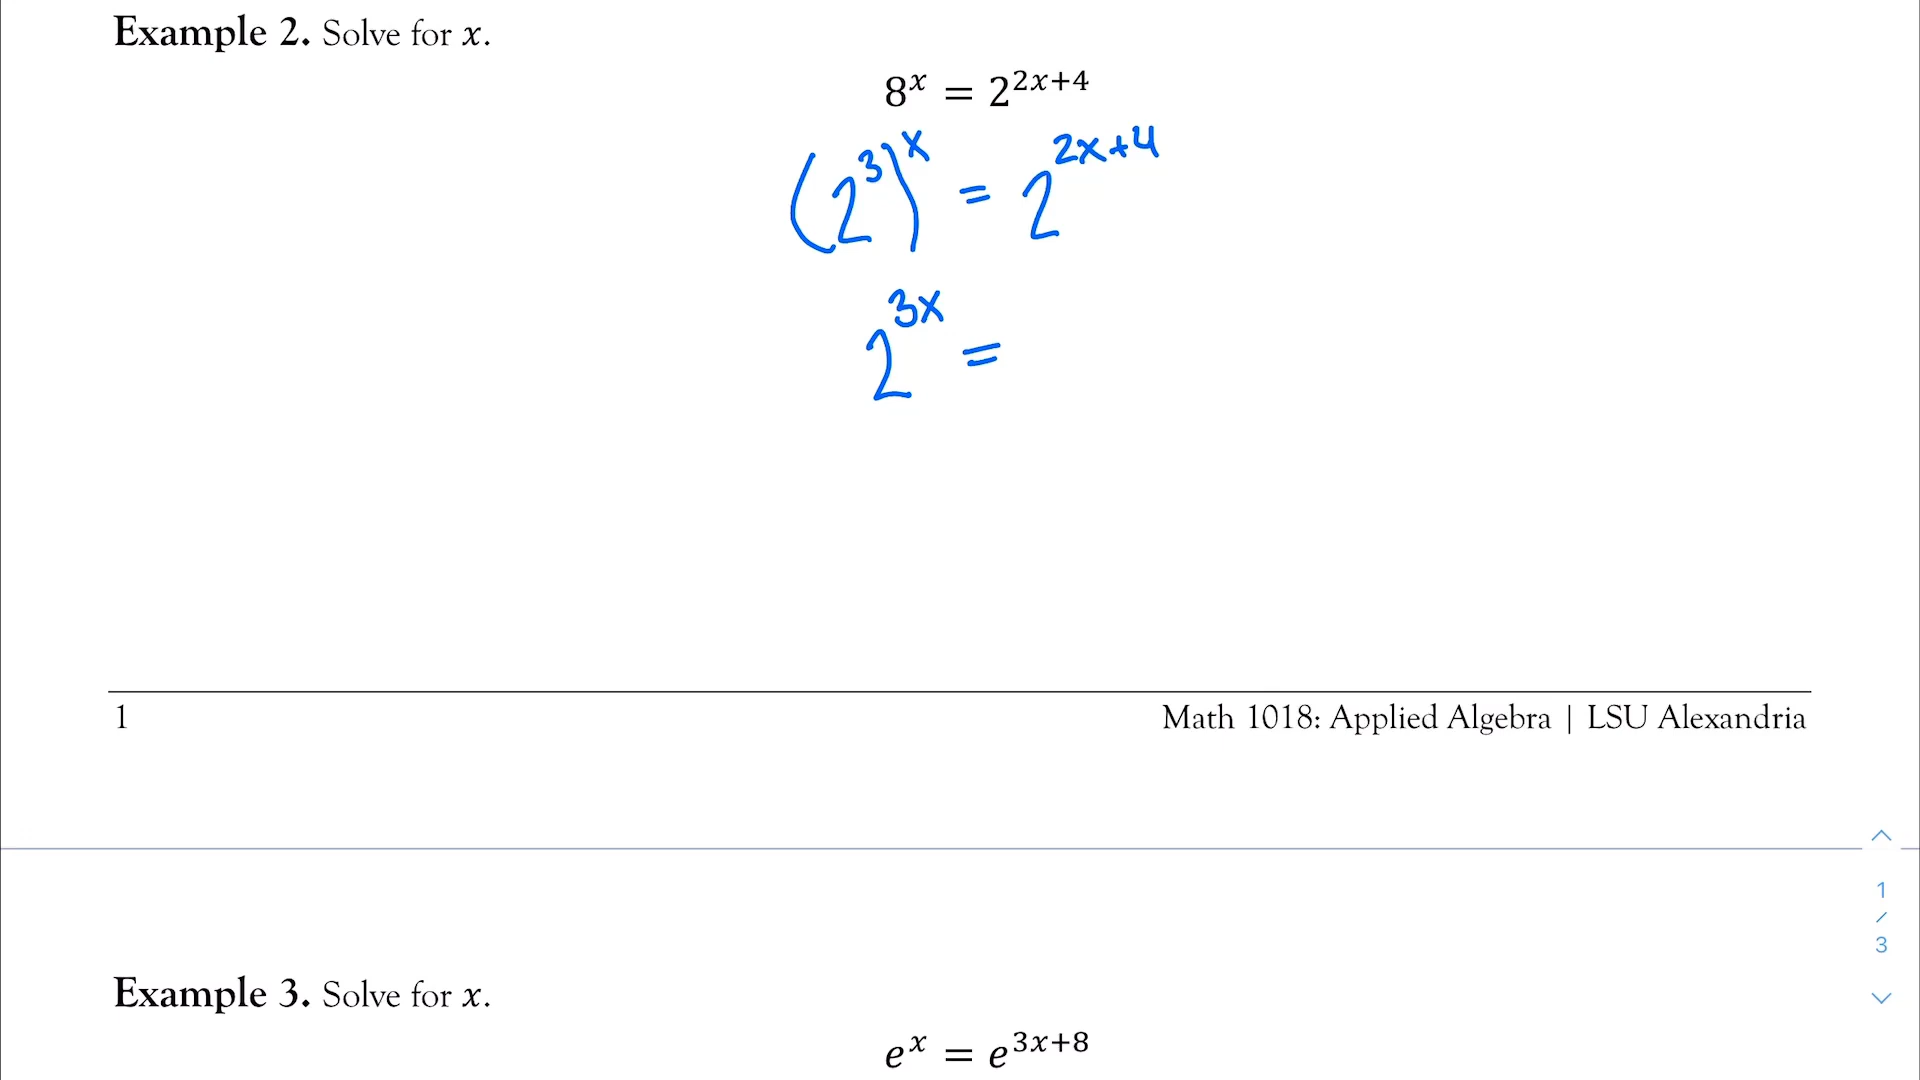 Example 2. Solve for x.
8^x = 2^{2x+4}
(2^3)^x = 2^{2x+4}
2^{3x} =
1
Math 1018: Applied Algebra | LSU Alexandria
1
/
3
Example 3. Solve for x.
e^x = e^{3x+8}